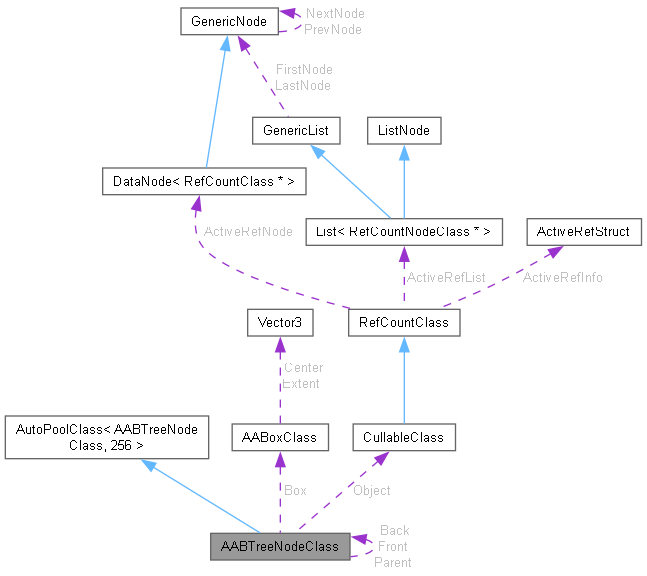 GenericNode
NextNode
PrevNode
FirstNode
LastNode
GenericList
ListNode
DataNode< RefCountClass * >
List< RefCountNodeClass * >
ActiveRefStruct
ActiveRefNode
ActiveRefList
ActiveRefInfo
Vector3
RefCountClass
Center
Extent
AutoPoolClass< AABTreeNode
Class, 256 >
AABoxClass
CullableClass
Box
Object
AABTreeNodeClass
Back
Front
Parent